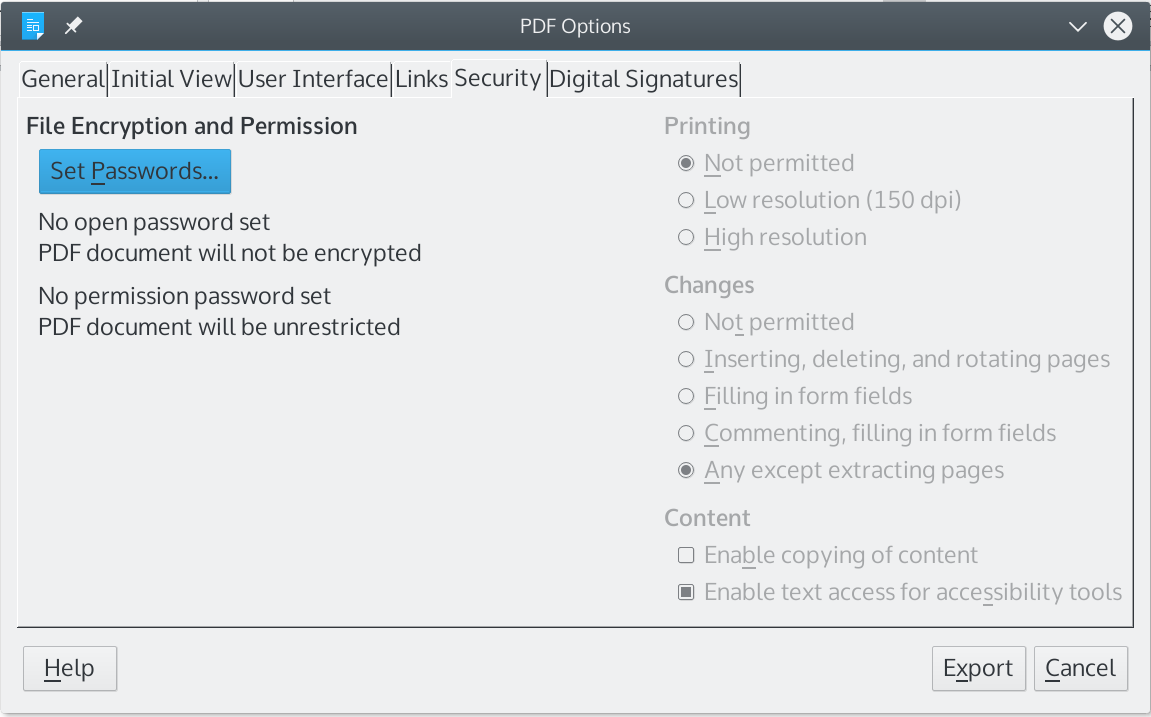 PDF Options
General Initial View User Interface Links Security Digital Signatures
File Encryption and Permission
Set Passwords...
No open password set
PDF document will not be encrypted
No permission password set
PDF document will be unrestricted
Printing
Not permitted
Low resolution (150 dpi)
High resolution
Changes
Not permitted
Inserting, deleting, and rotating pages
Filling in form fields
Commenting, filling in form fields
Any except extracting pages
Content
Enable copying of content
Enable text access for accessibility tools
Help Export Cancel